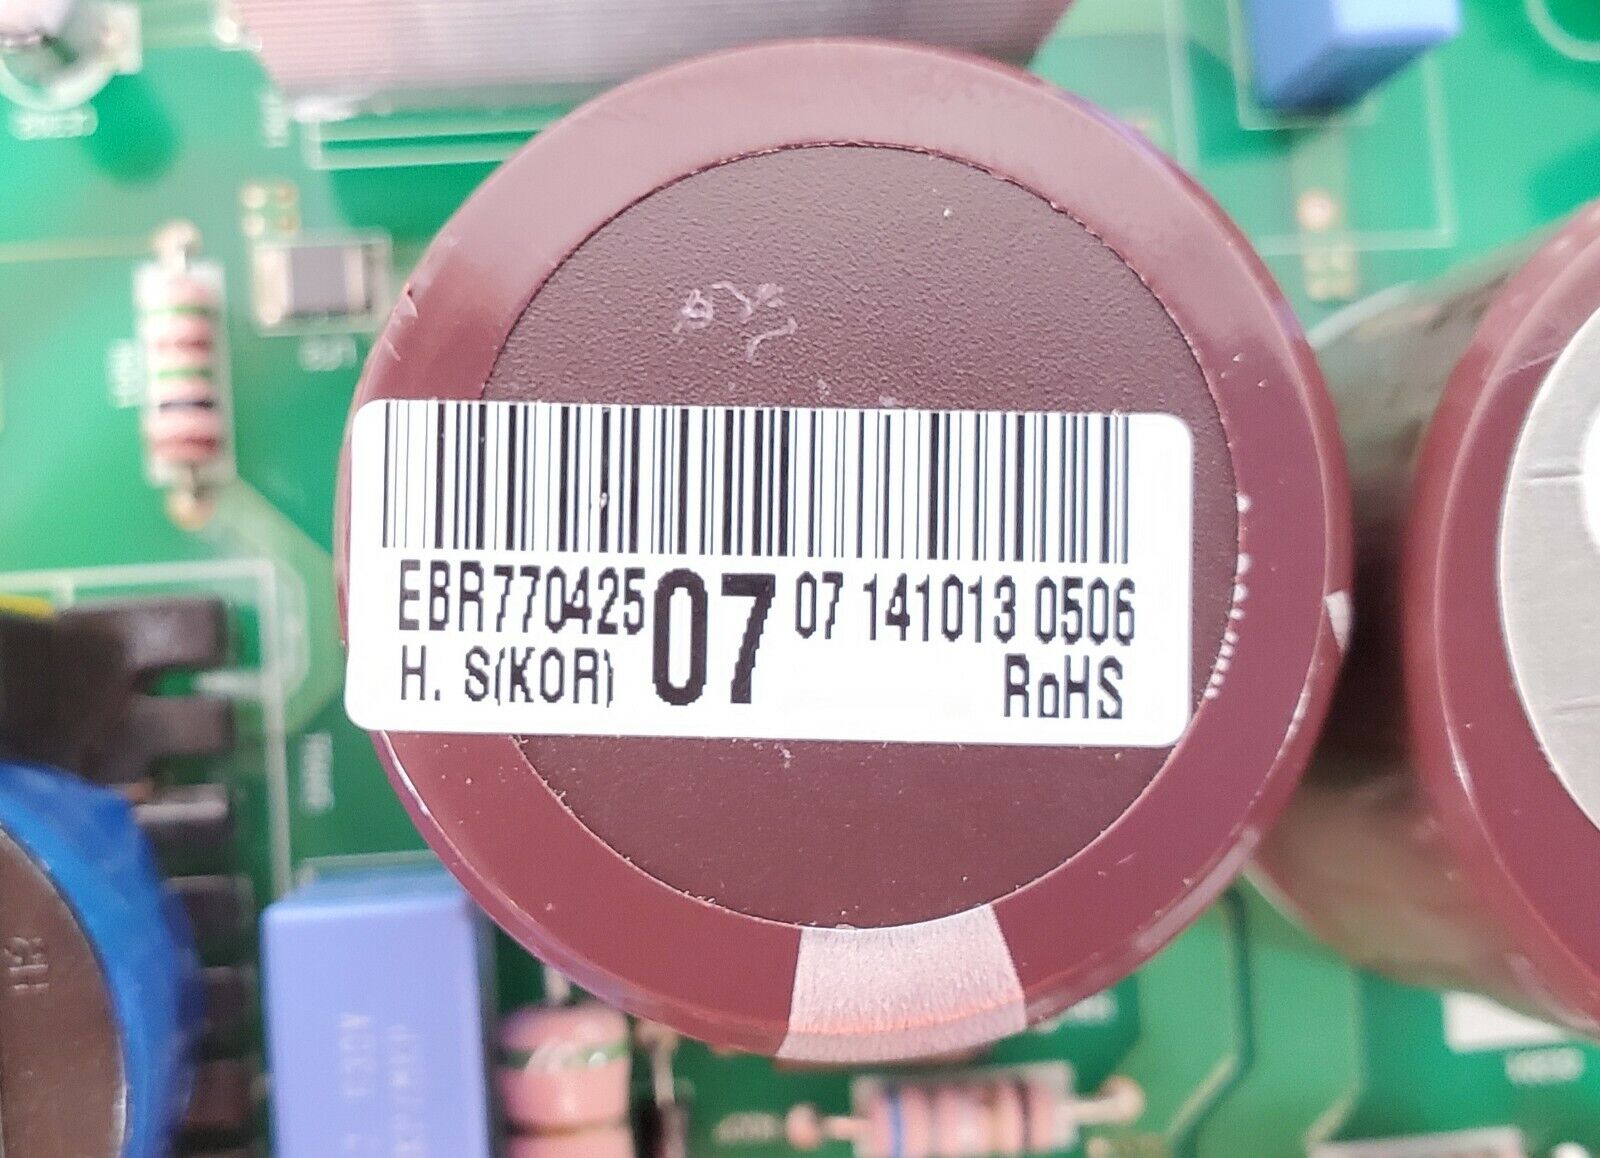 EBR770425 07 07 141013 0506
H. S(KOR) RoHS